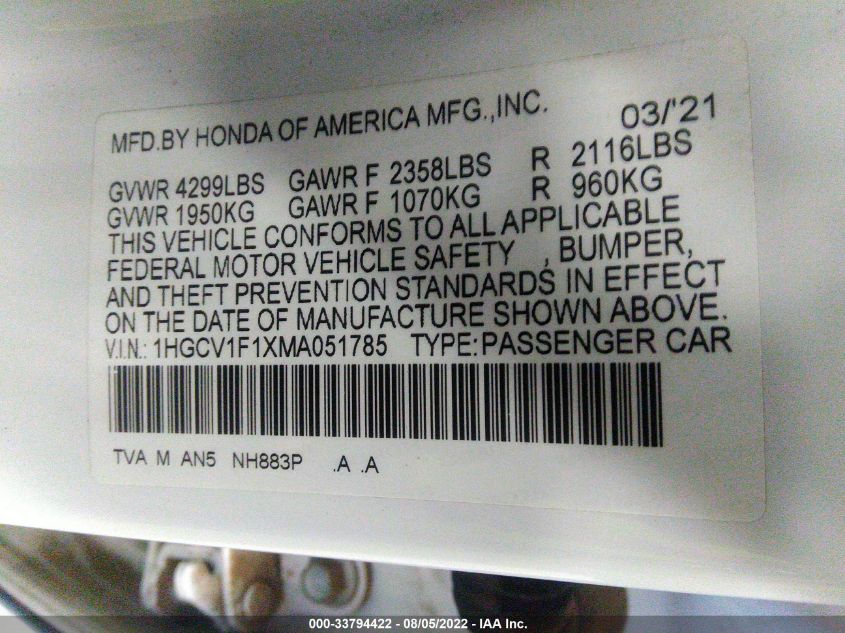 MFD.BY HONDA OF AMERICA MFG.,INC. 03/'21
GVWR 4299LBS GAWR F 2358LBS R 2116LBS
GVWR 1950KG GAWR F 1070KG R 960KG
THIS VEHICLE CONFORMS TO ALL APPLICABLE
FEDERAL MOTOR VEHICLE SAFETY , BUMPER,
AND THEFT PREVENTION STANDARDS IN EFFECT
ON THE DATE OF MANUFACTURE SHOWN ABOVE.
V.I.N.: 1HGCV1F1XMA051785 TYPE:PASSENGER CAR
TVA M AN5 NH883P .A .A
000-33794422 - 08/05/2022 - IAA Inc.